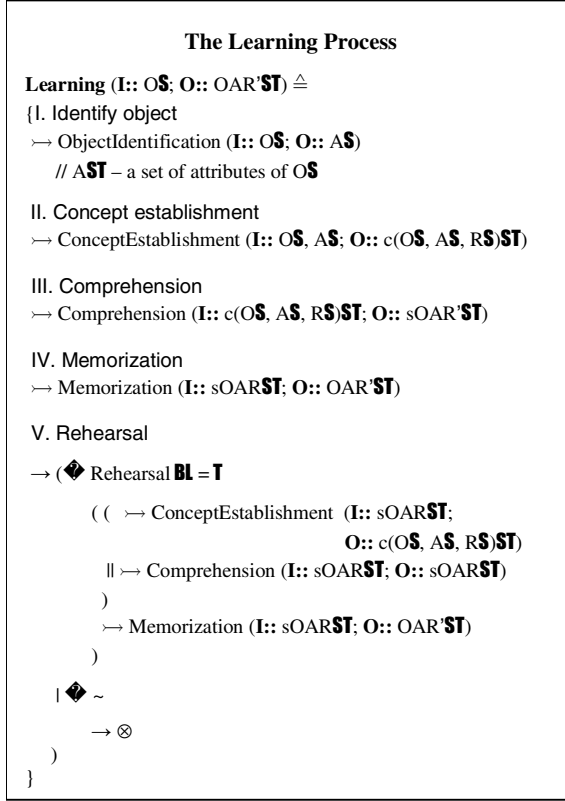 The Learning Process
Learning (I:: OS; O:: OAR'ST) ≙
{I. Identify object
↣ ObjectIdentification (I:: OS; O:: AS)
// AST – a set of attributes of OS
II. Concept establishment
↣ ConceptEstablishment (I:: OS, AS; O:: c(OS, AS, RS)ST)
III. Comprehension
↣ Comprehension (I:: c(OS, AS, RS)ST; O:: sOAR'ST)
IV. Memorization
↣ Memorization (I:: sOARST; O:: OAR'ST)
V. Rehearsal
→ (� Rehearsal BL = T
( ( ↣ ConceptEstablishment (I:: sOARST;
O:: c(OS, AS, RS)ST)
|| ↣ Comprehension (I:: sOARST; O:: sOARST)
)
↣ Memorization (I:: sOARST; O:: OAR'ST)
)
| � ~
→ ⊗
)
}